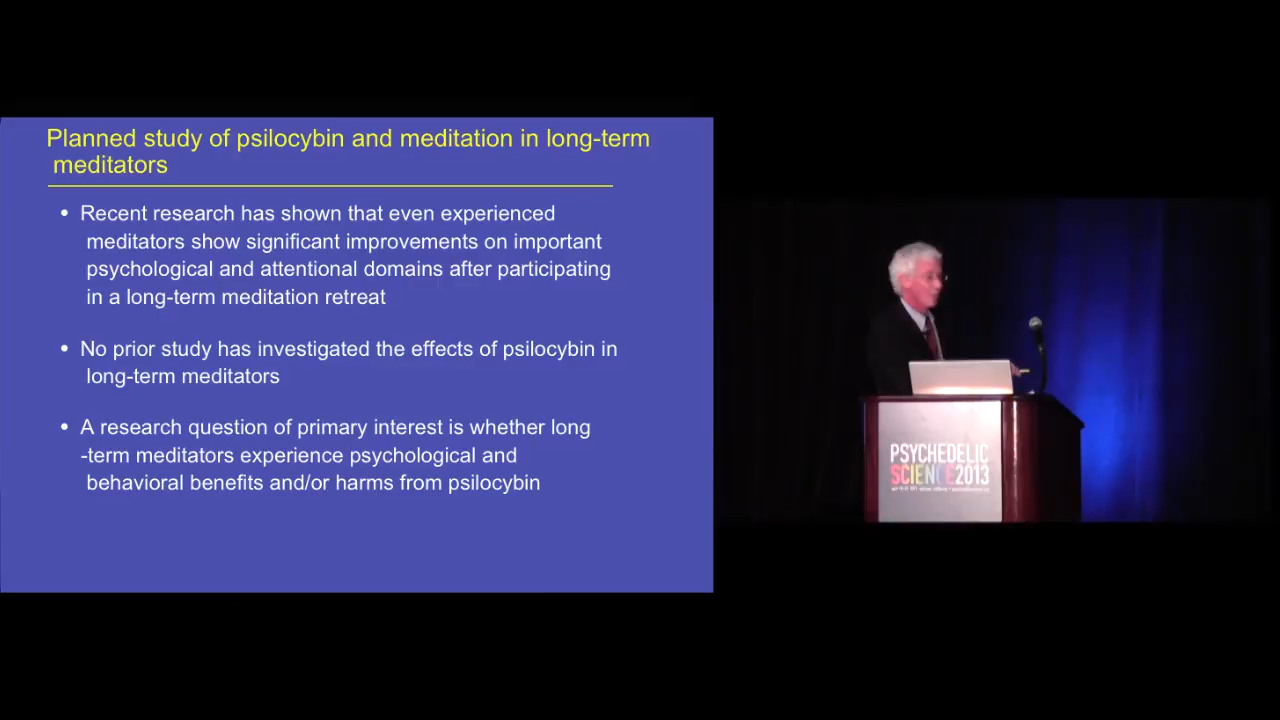 Planned study of psilocybin and meditation in long-term
meditators
• Recent research has shown that even experienced
meditators show significant improvements on important
psychological and attentional domains after participating
in a long-term meditation retreat
• No prior study has investigated the effects of psilocybin in
long-term meditators
• A research question of primary interest is whether long
-term meditators experience psychological and
behavioral benefits and/or harms from psilocybin
PSYCHEDELIC
SCIENCE2013